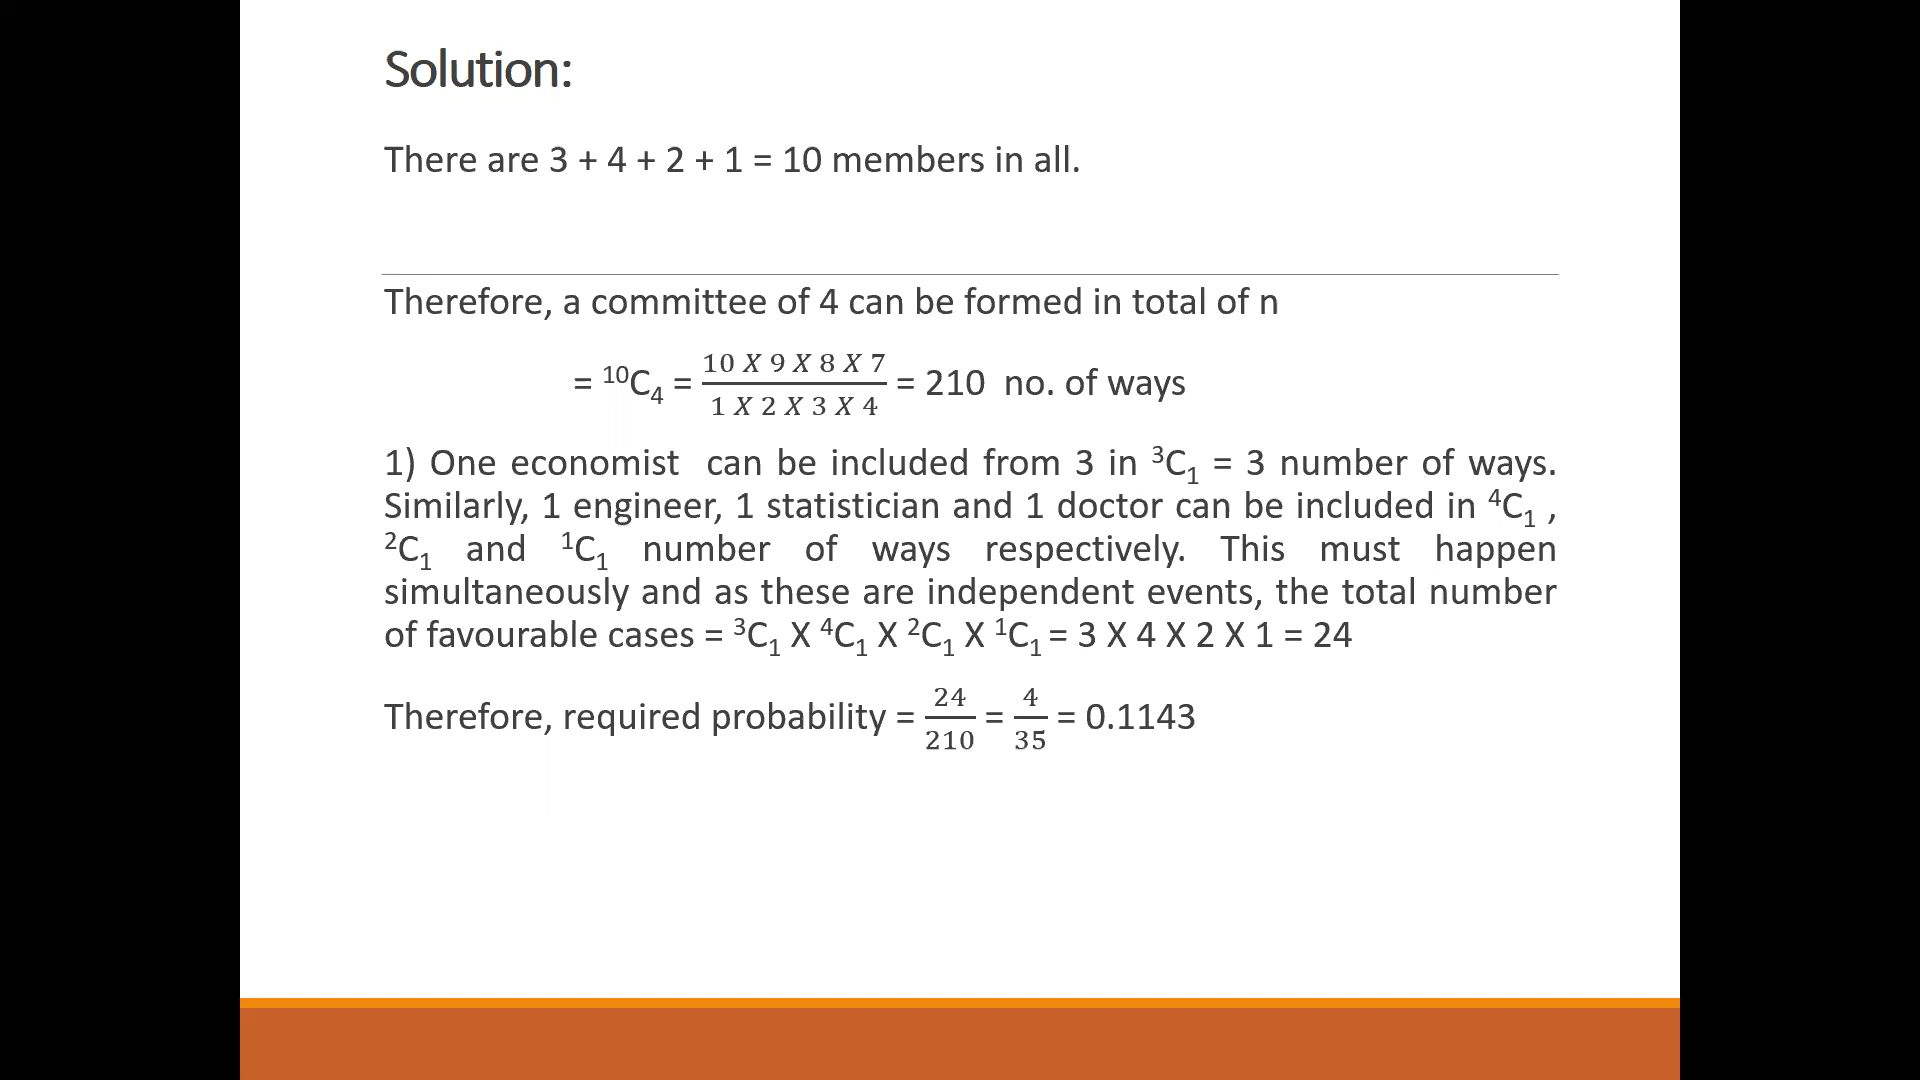 Solution:
There are 3 + 4 + 2 + 1 = 10 members in all.
Therefore, a committee of 4 can be formed in total of n
= ¹⁰C₄ = (10 X 9 X 8 X 7)/(1 X 2 X 3 X 4) = 210 no. of ways
1) One economist can be included from 3 in ³C₁ = 3 number of ways.
Similarly, 1 engineer, 1 statistician and 1 doctor can be included in ⁴C₁ ,
²C₁ and ¹C₁ number of ways respectively. This must happen
simultaneously and as these are independent events, the total number
of favourable cases = ³C₁ X ⁴C₁ X ²C₁ X ¹C₁ = 3 X 4 X 2 X 1 = 24
Therefore, required probability = 24/210 = 4/35 = 0.1143